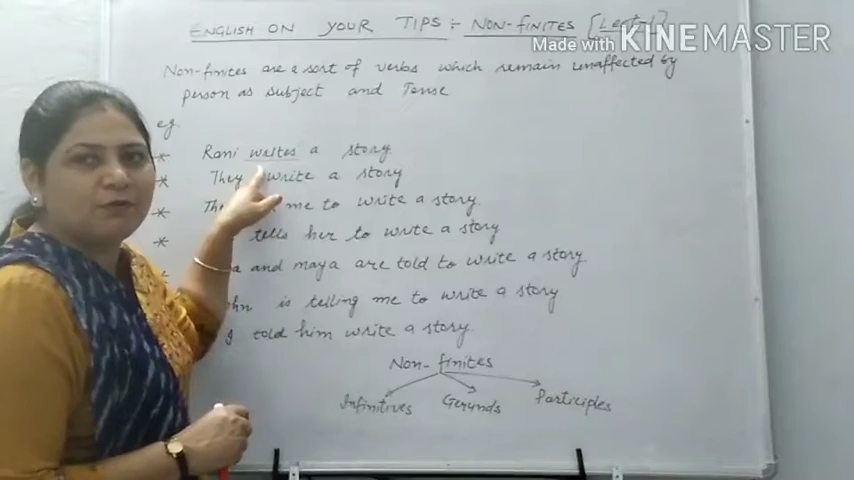 ENGLISH ON YOUR TIPS :- NON-FINITES [Lect-1]
Made with KINEMASTER
Non-finites are a sort of verbs which remain unaffected by
person as subject and Tense
eg.
* Rani writes a story.
* They write a story
* me to write a story.
* tells her to write a story.
and maya are told to write a story.
is telling me to write a story
I told him write a story.
Non-finites
Infinitives Gerunds Participles